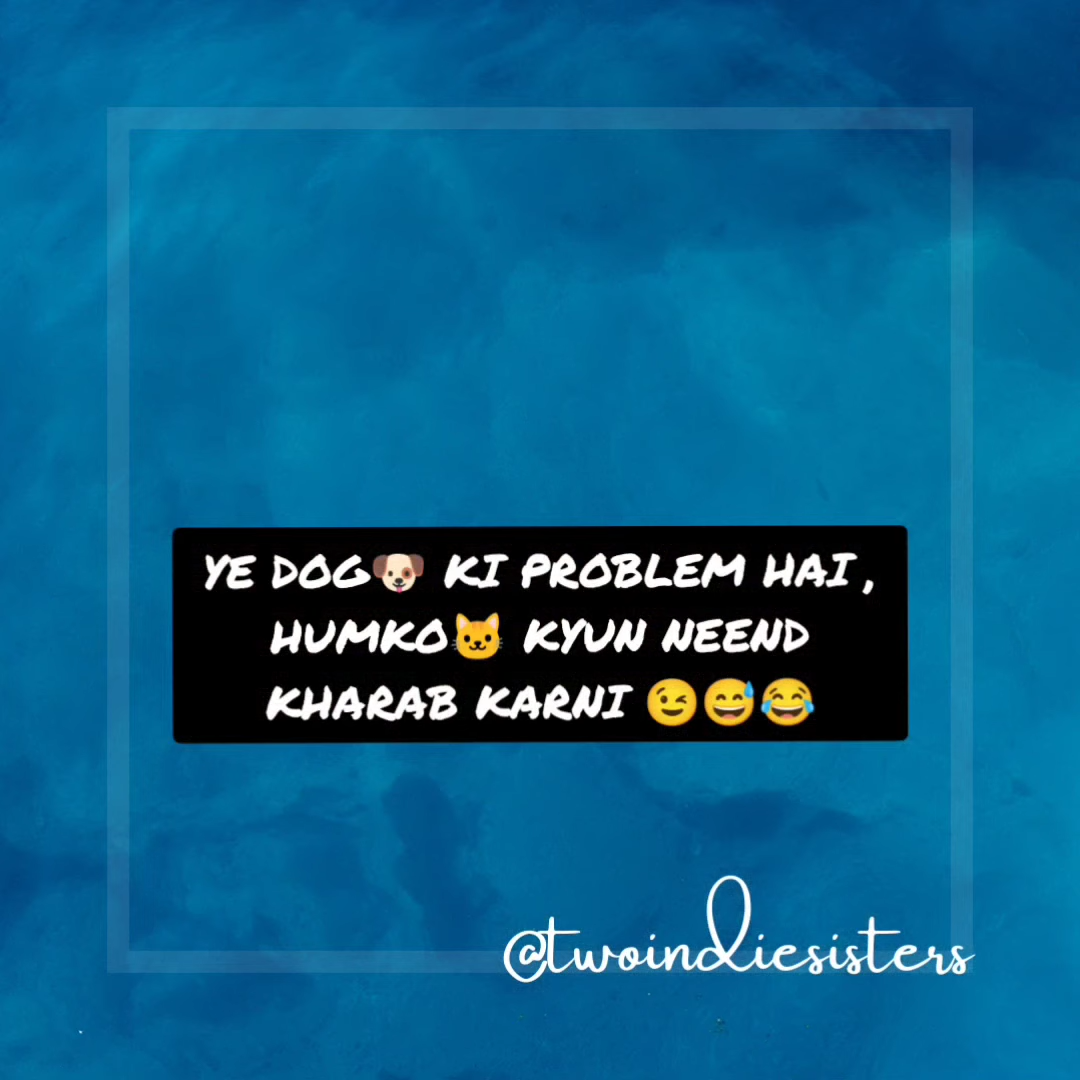 YE DOG🐶 KI PROBLEM HAI,
HUMKO🐱 KYUN NEEND
KHARAB KARNI 😉😅😂
@twoindiesisters